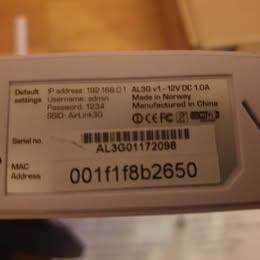 Default settings
IP address: 192.168.0.1
Username: admin
Password: 1234
SSID: AirLink3G
AL3G v1 - 12V DC 1.0A
Made in Norway
Manufactured in China
Serial no.
AL3G01172098
MAC Address
001f1f8b2650